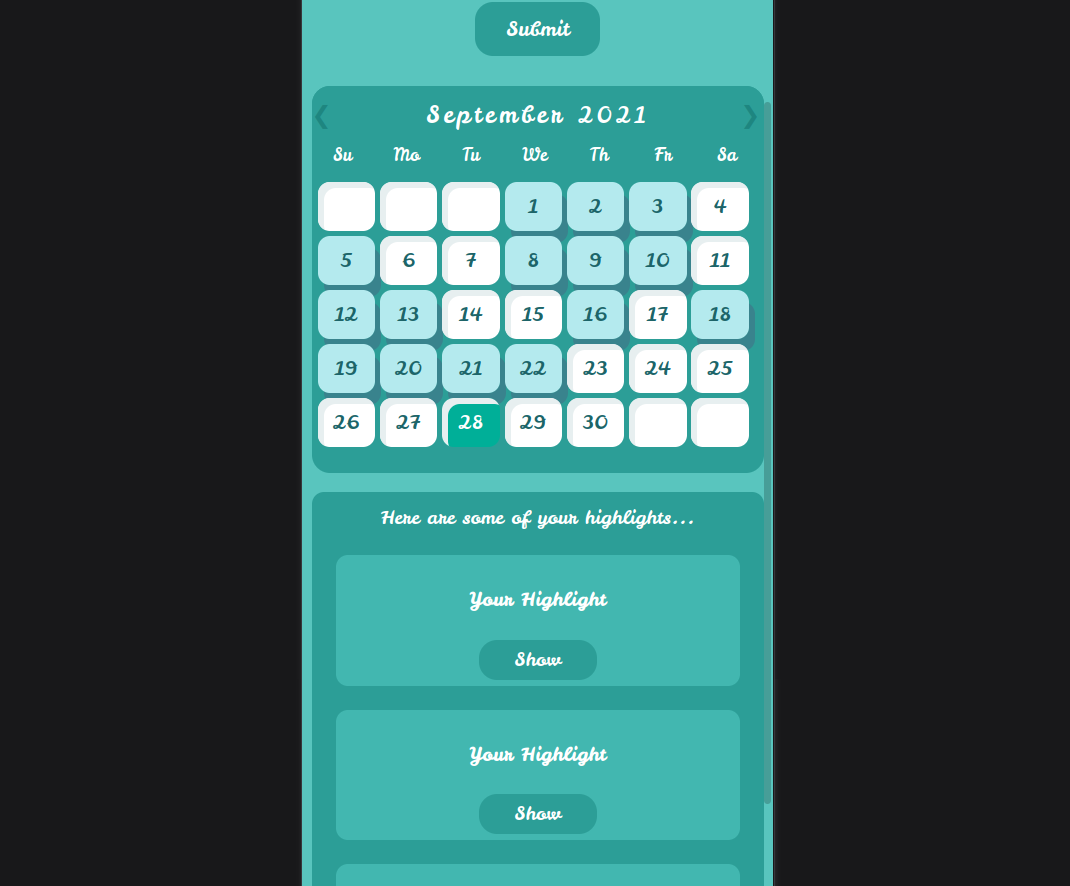 Submit
❮ September 2021 ❯
Su Mo Tu We Th Fr Sa
1 2 3 4
5 6 7 8 9 10 11
12 13 14 15 16 17 18
19 20 21 22 23 24 25
26 27 28 29 30
Here are some of your highlights...
Your Highlight
Show
Your Highlight
Show